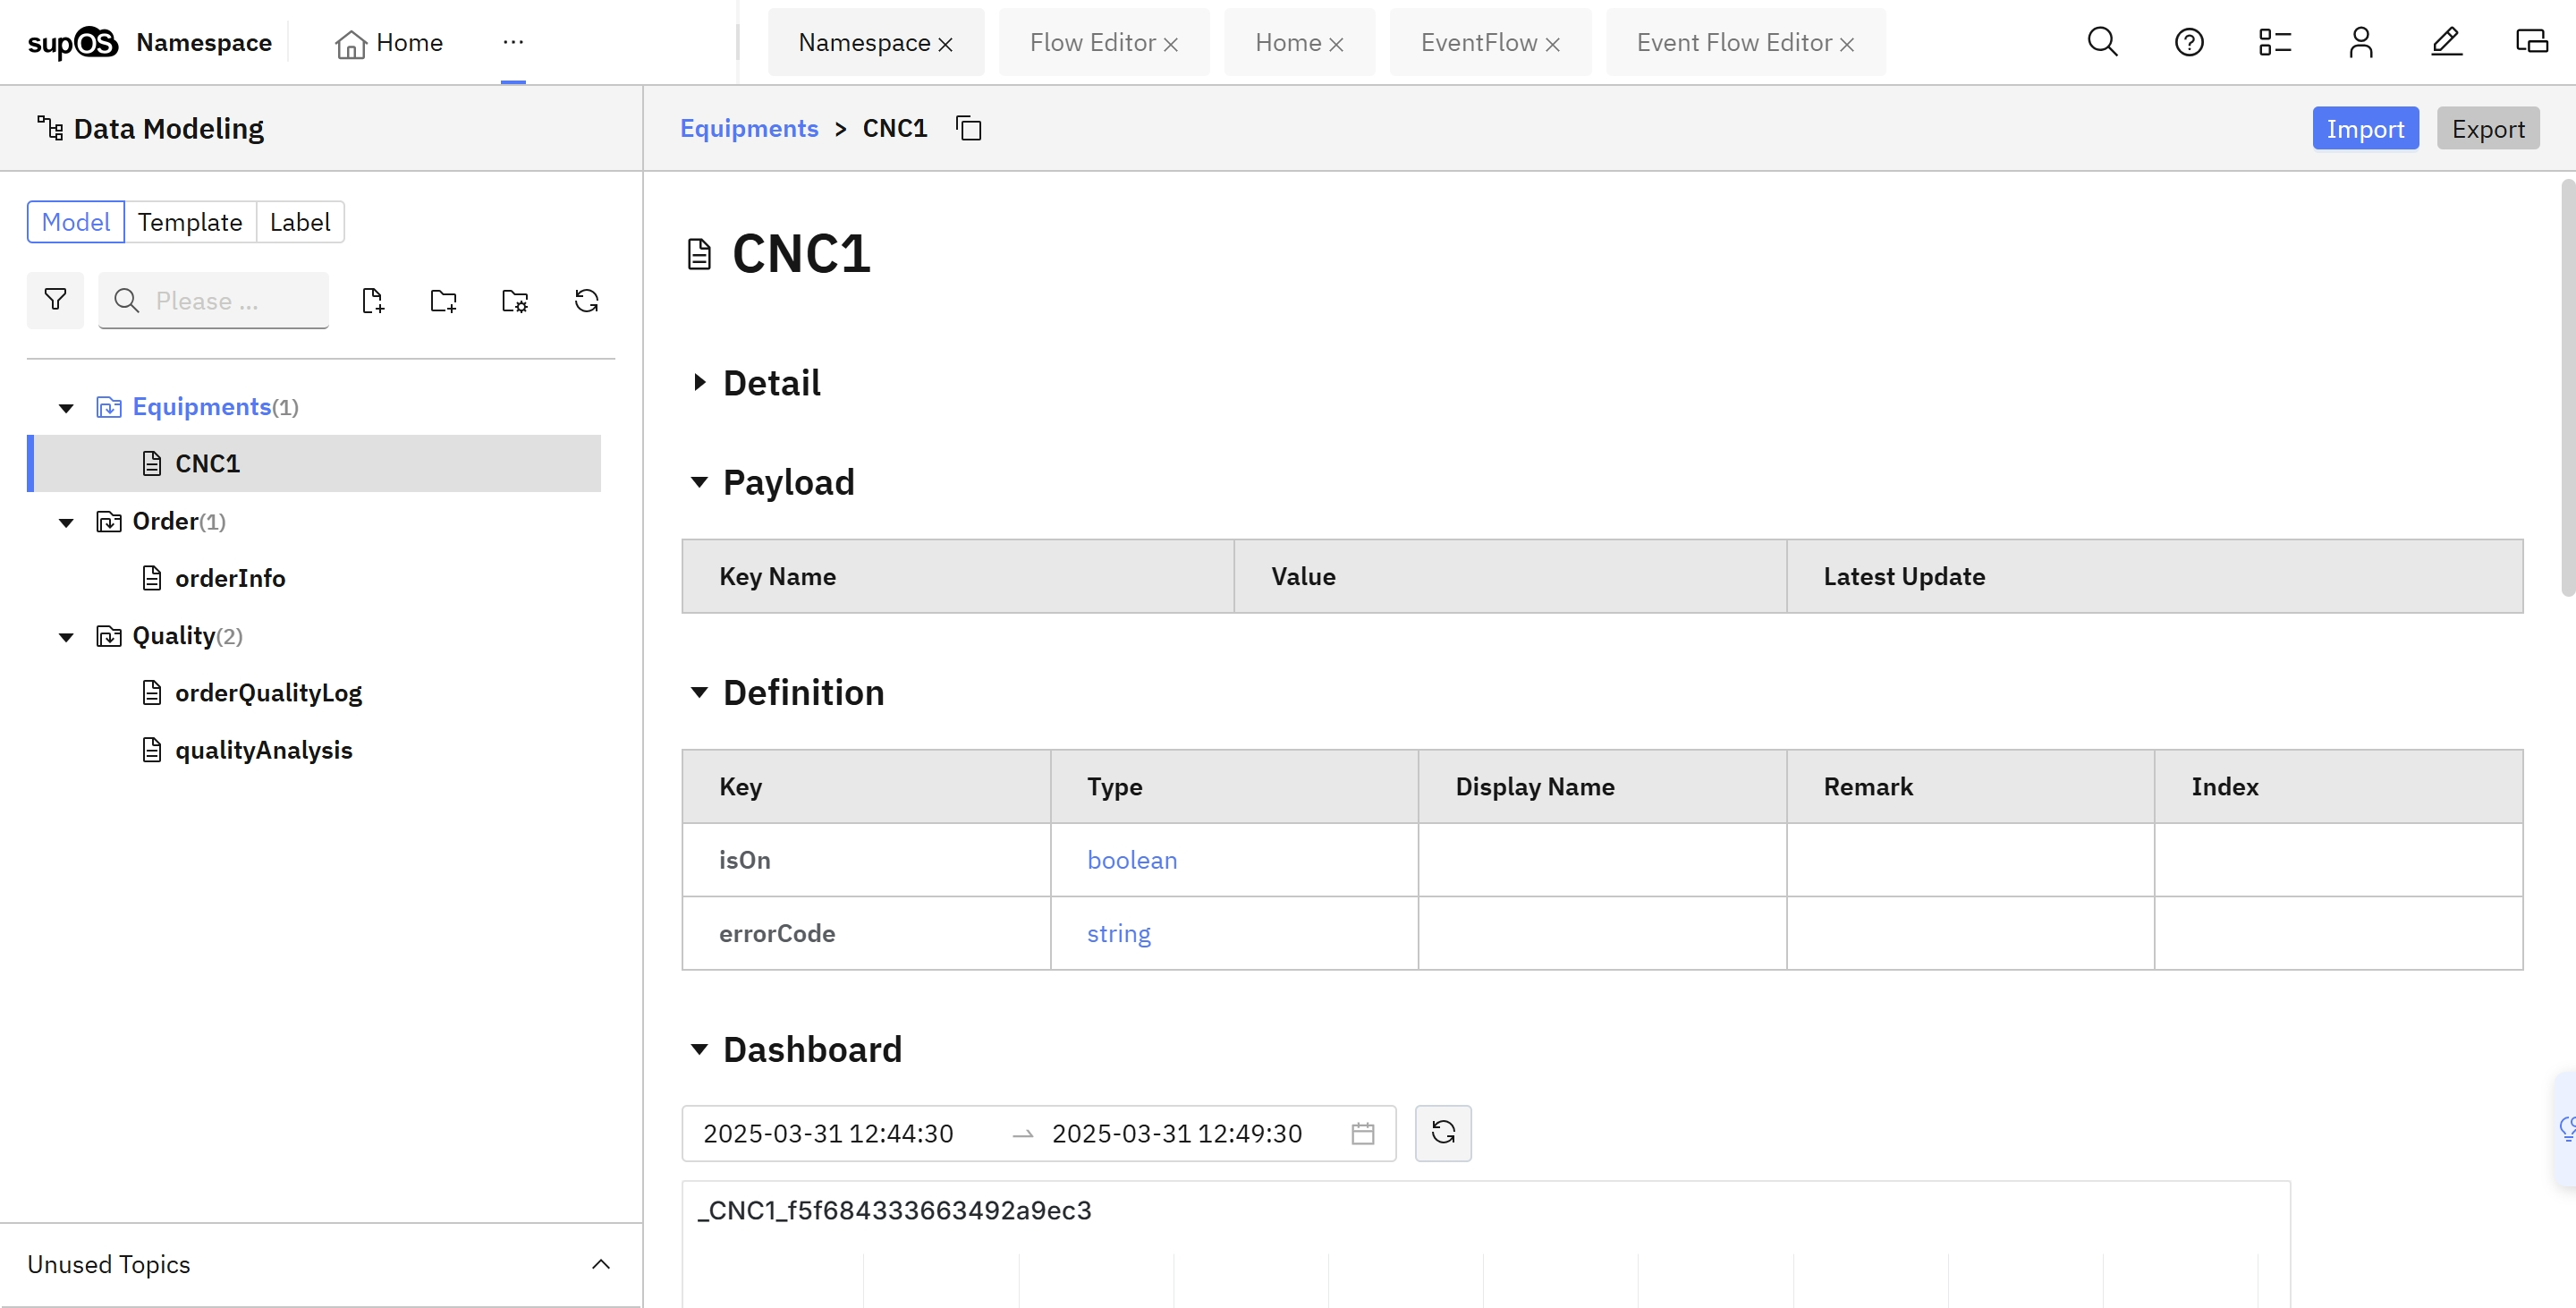 supOS Namespace Home ... Namespace Flow Editor Home EventFlow Event Flow Editor
Data Modeling
Equipments > CNC1
Import Export
Model Template Label
Please ...
Equipments(1)
CNC1
Order(1)
orderInfo
Quality(2)
orderQualityLog
qualityAnalysis
Unused Topics
CNC1
Detail
Payload
Key Name Value Latest Update
Definition
Key Type Display Name Remark Index
isOn boolean
errorCode string
Dashboard
2025-03-31 12:44:30 → 2025-03-31 12:49:30
_CNC1_f5f684333663492a9ec3